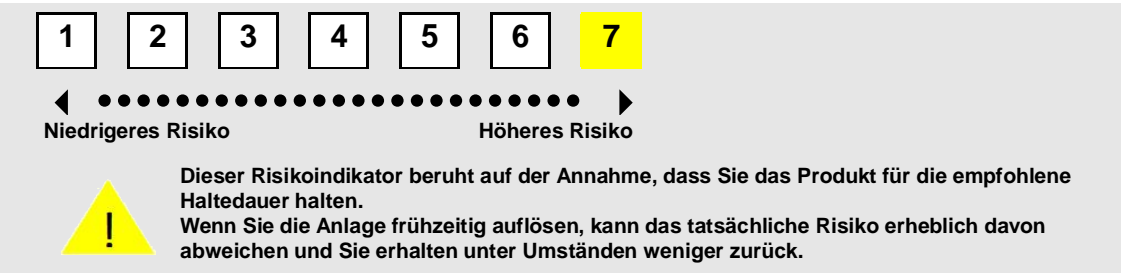 1 2 3 4 5 6 7
Niedrigeres Risiko Höheres Risiko
Dieser Risikoindikator beruht auf der Annahme, dass Sie das Produkt für die empfohlene
Haltedauer halten.
Wenn Sie die Anlage frühzeitig auflösen, kann das tatsächliche Risiko erheblich davon
abweichen und Sie erhalten unter Umständen weniger zurück.
!